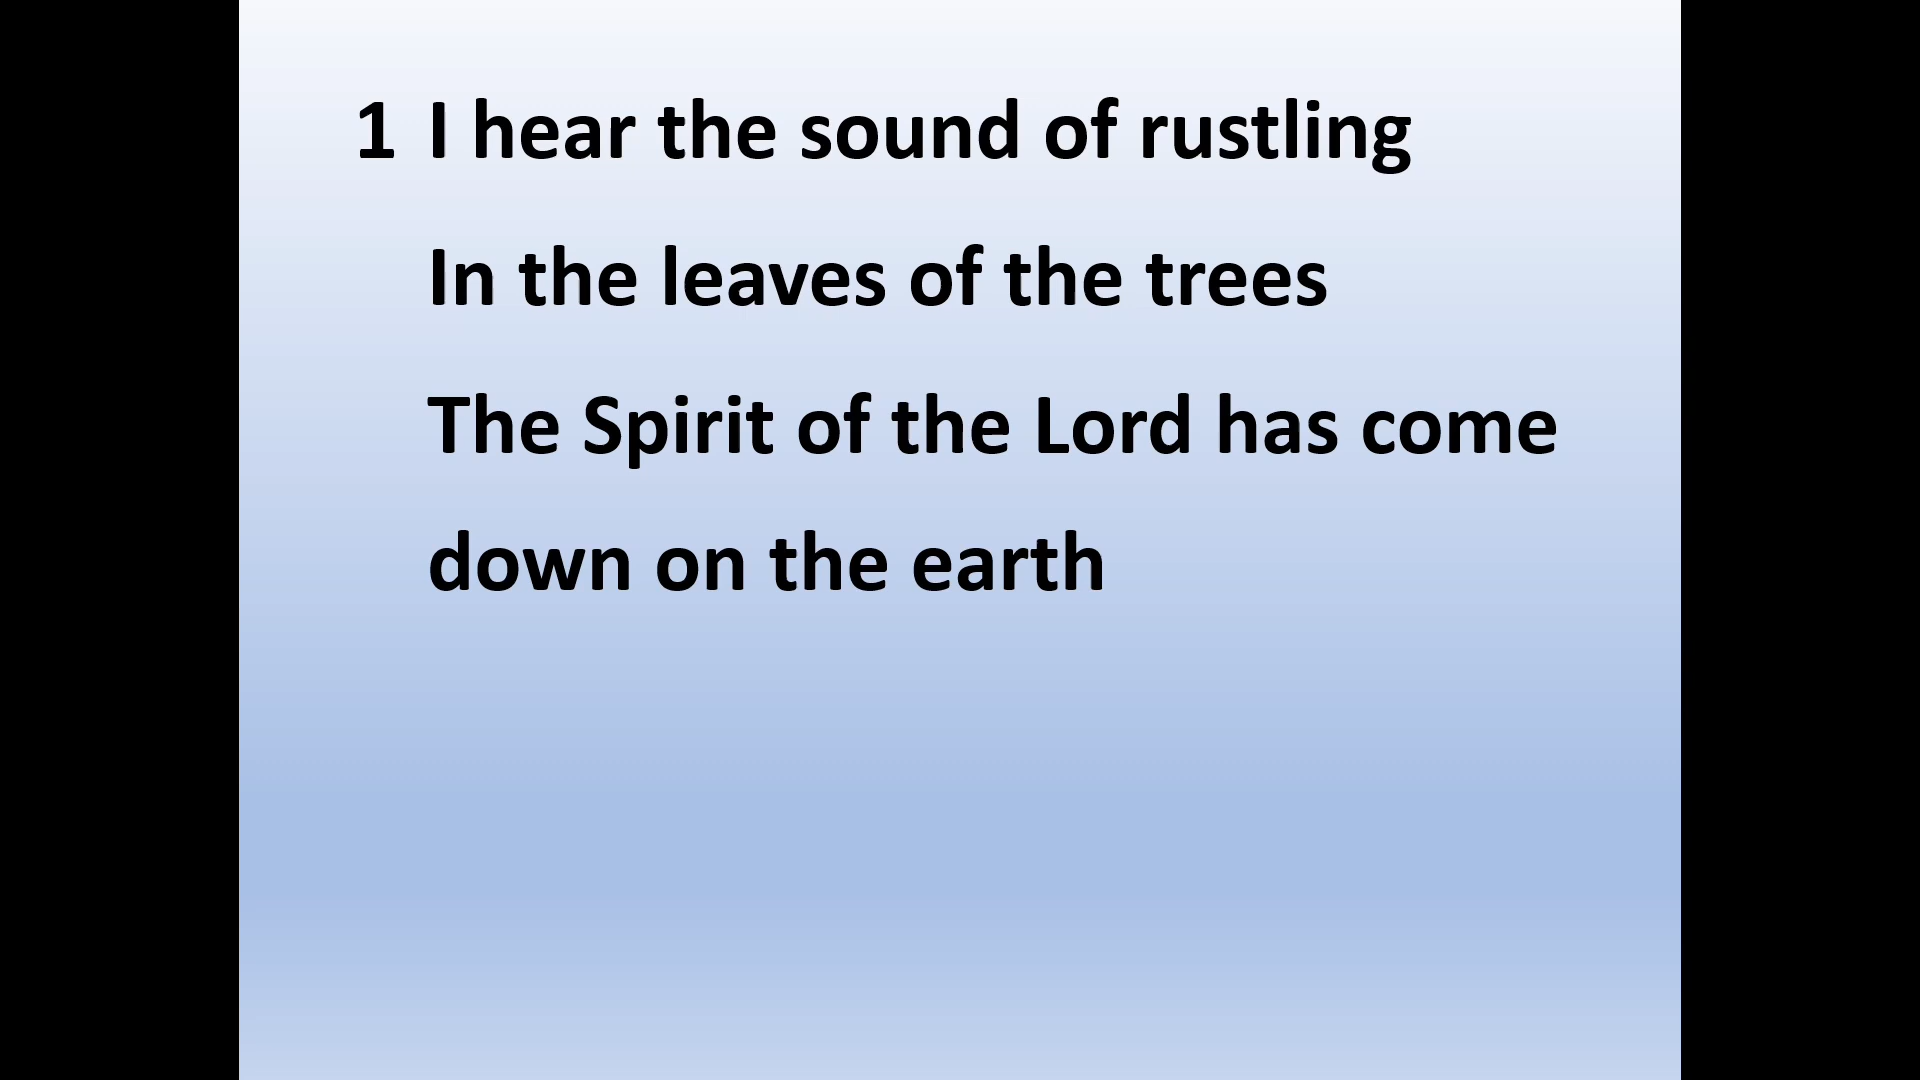 1 I hear the sound of rustling
In the leaves of the trees
The Spirit of the Lord has come
down on the earth